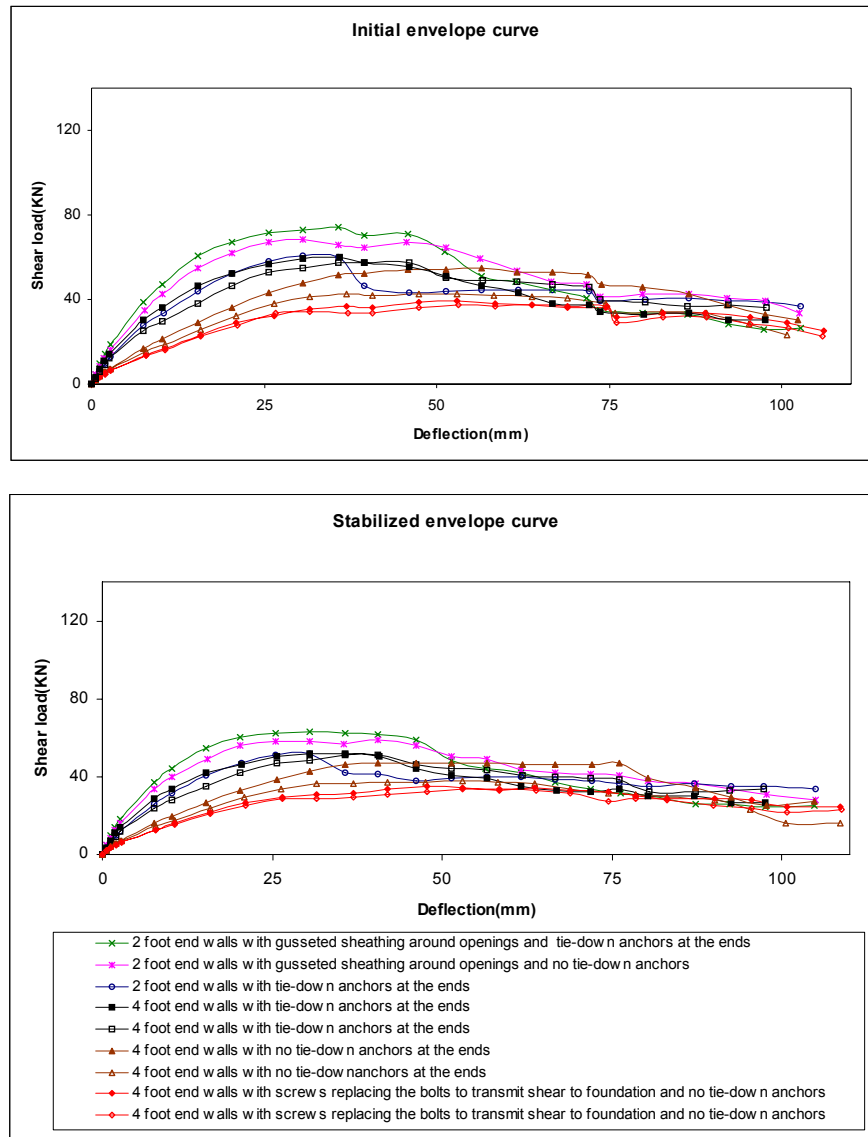 Initial envelope curve
Shear load(KN)
120
80
40
0
0 25 50 75 100
Deflection(mm)
Stabilized envelope curve
Shear load(KN)
120
80
40
0
0 25 50 75 100
Deflection(mm)
2 foot end walls with gusseted sheathing around openings and tie-down anchors at the ends
2 foot end walls with gusseted sheathing around openings and no tie-down anchors
2 foot end walls with tie-down anchors at the ends
4 foot end walls with tie-down anchors at the ends
4 foot end walls with tie-down anchors at the ends
4 foot end walls with no tie-down anchors at the ends
4 foot end walls with no tie-downanchors at the ends
4 foot end walls with screws replacing the bolts to transmit shear to foundation and no tie-down anchors
4 foot end walls with screws replacing the bolts to transmit shear to foundation and no tie-down anchors